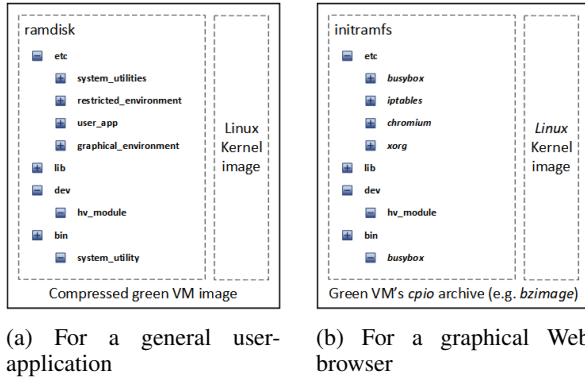 ramdisk
etc
system_utilities
restricted_environment
user_app
graphical_environment
lib
dev
hv_module
bin
system_utility
Linux
Kernel
image
Compressed green VM image
(a) For a general user-
application
initramfs
etc
busybox
iptables
chromium
xorg
lib
dev
hv_module
bin
busybox
Linux
Kernel
image
Green VM's cpio archive (e.g. bzimage)
(b) For a graphical Web
browser